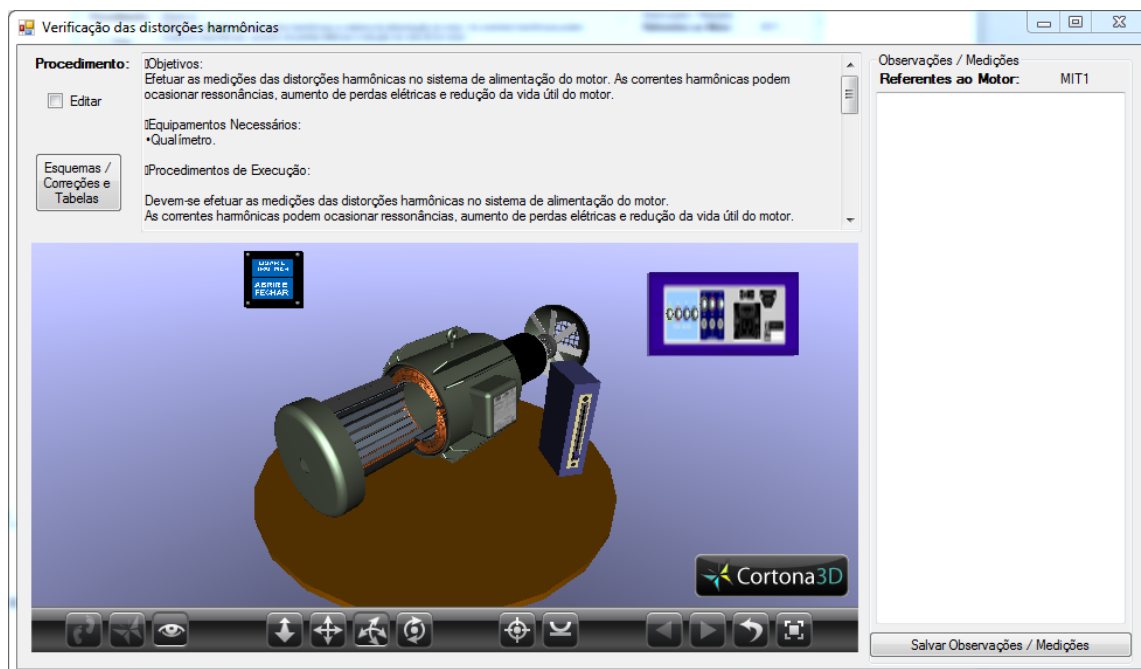 Verificação das distorções harmônicas
Procedimento:
Editar
Esquemas /
Correções e
Tabelas
Objetivos:
Efetuar as medições das distorções harmônicas no sistema de alimentação do motor. As correntes harmônicas podem
ocasionar ressonâncias, aumento de perdas elétricas e redução da vida útil do motor.
Equipamentos Necessários:
•Qualímetro.
Procedimentos de Execução:
Devem-se efetuar as medições das distorções harmônicas no sistema de alimentação do motor.
As correntes harmônicas podem ocasionar ressonâncias, aumento de perdas elétricas e redução da vida útil do motor.
Observações / Medições
Referentes ao Motor: MIT1
ABRIR E
FECHAR
Cortona3D
Salvar Observações / Medições